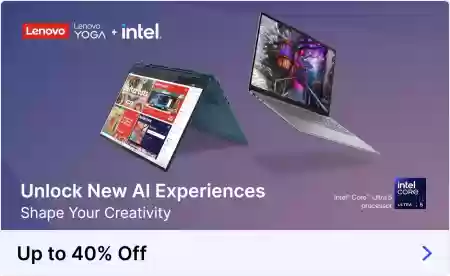 Lenovo
Lenovo
YOGA + intel.
Unlock New AI Experiences
Shape Your Creativity
Intel® Core™ Ultra 5
processor
intel
CORE
ULTRA 5
Up to 40% Off